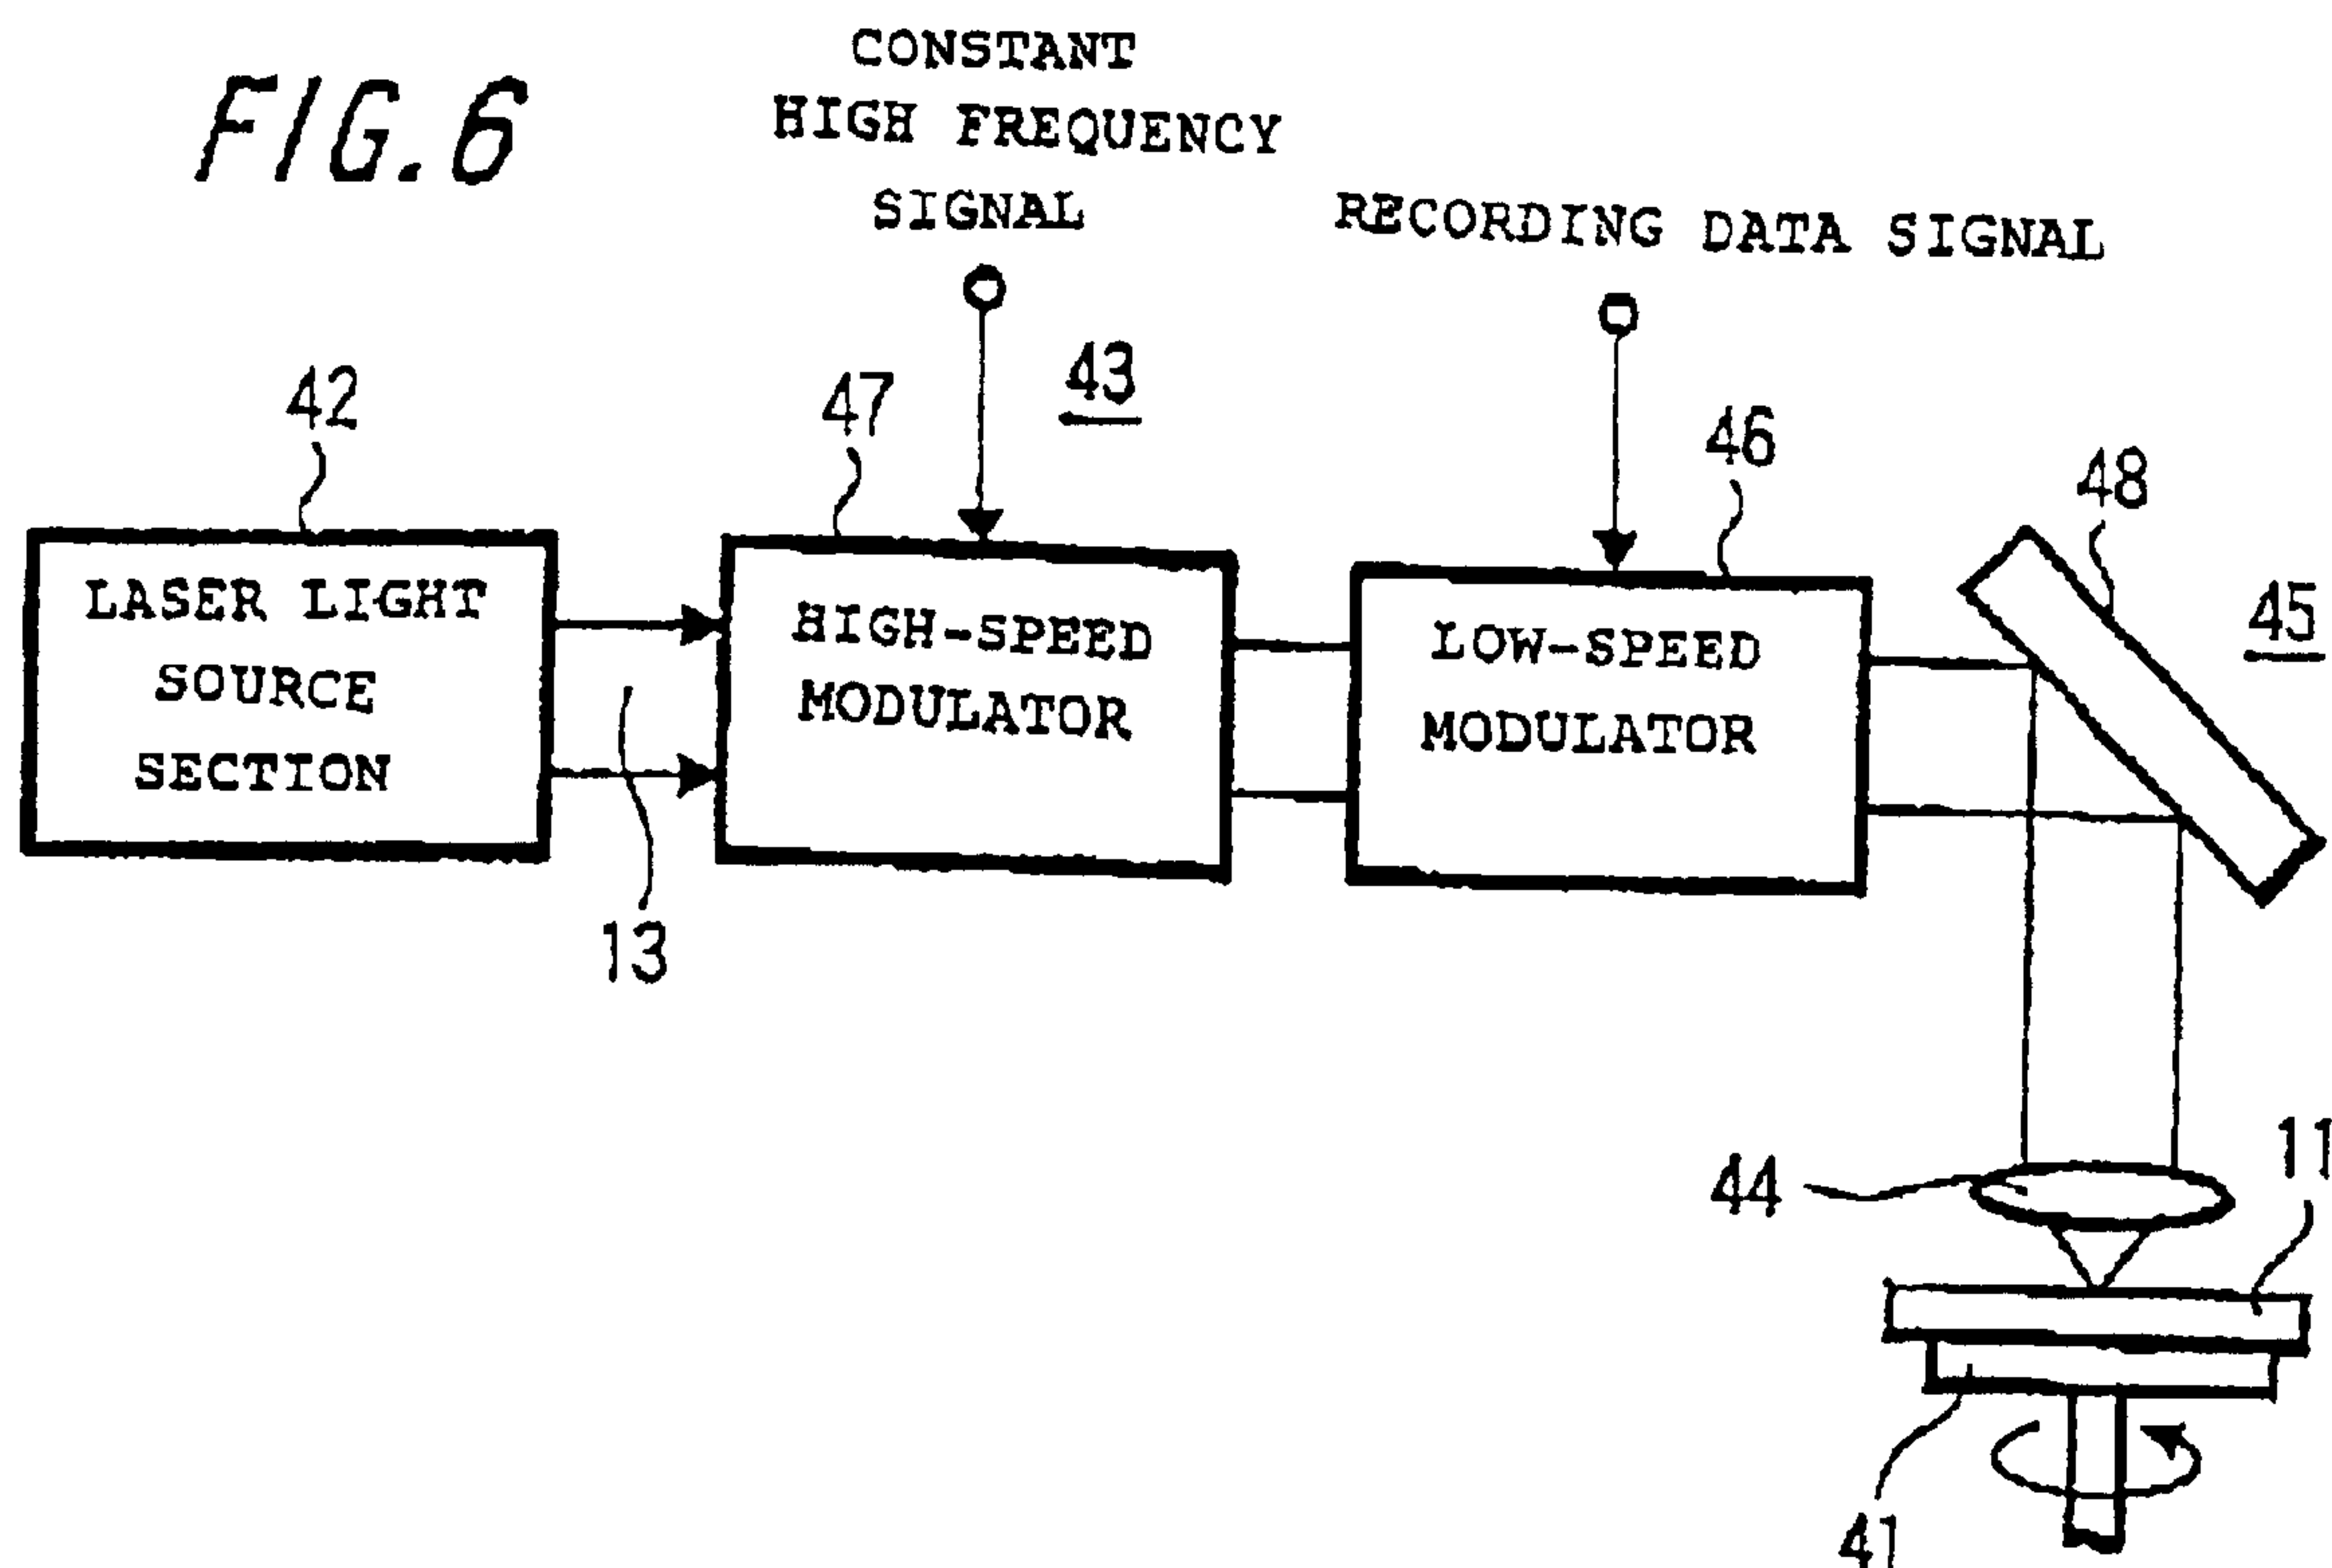 FIG.6
CONSTANT
HIGH FREQUENCY
SIGNAL
RECORDING DATA SIGNAL
42
47
43
46
48
45
LASER LIGHT
SOURCE
SECTION
HIGH-SPEED
MODULATOR
LOW-SPEED
MODULATOR
13
44
11
41